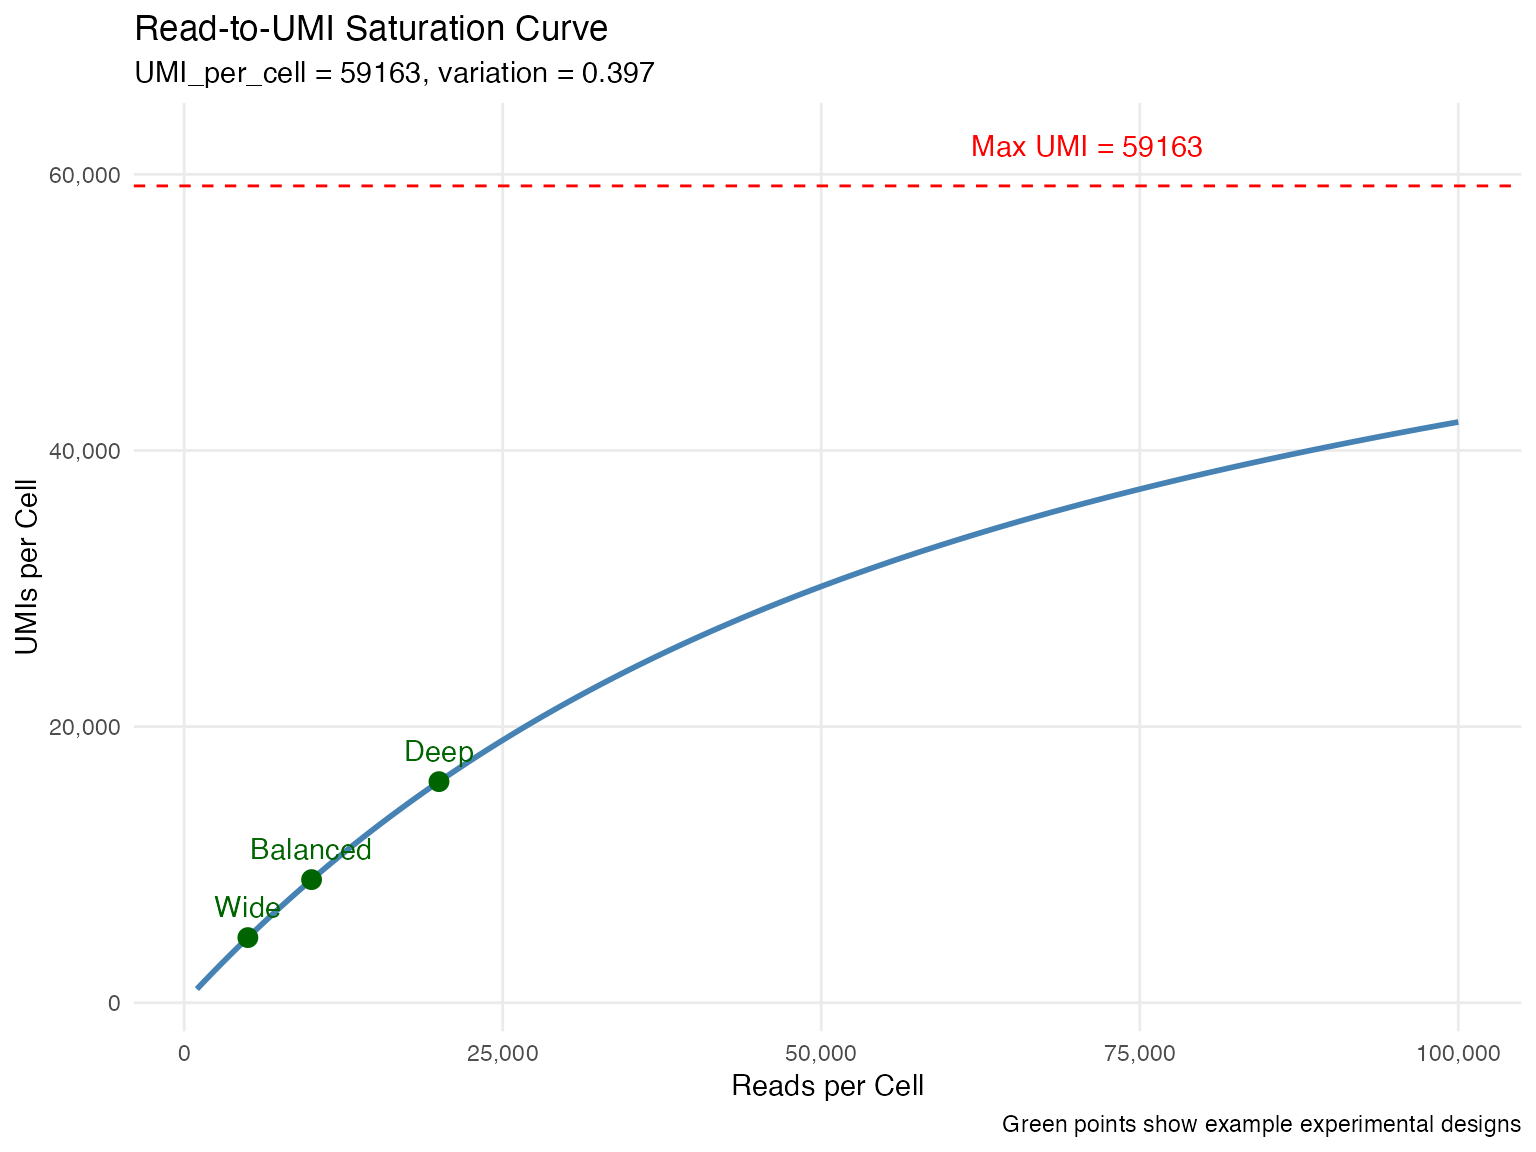 Read-to-UMI Saturation Curve
UMI_per_cell = 59163, variation = 0.397
Max UMI = 59163
60,000
40,000
20,000
0
UMIs per Cell
Deep
Balanced
Wide
0
25,000
50,000
75,000
100,000
Reads per Cell
Green points show example experimental designs